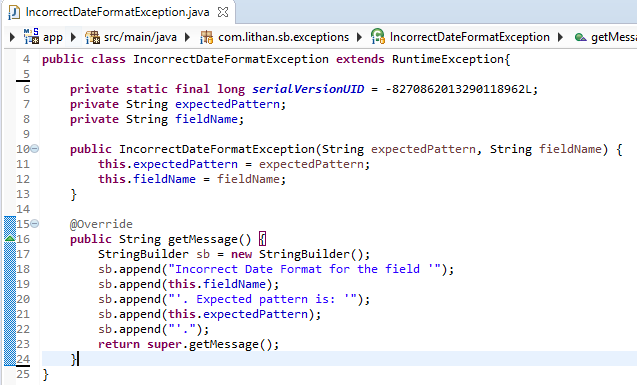 IncorrectDateFormatException.java
app src/main/java com.lithan.sb.exceptions IncorrectDateFormatException getMess
4 public class IncorrectDateFormatException extends RuntimeException{
5
6 private static final long serialVersionUID = -8270862013290118962L;
7 private String expectedPattern;
8 private String fieldName;
9
10 public IncorrectDateFormatException(String expectedPattern, String fieldName) {
11 this.expectedPattern = expectedPattern;
12 this.fieldName = fieldName;
13 }
14
15 @Override
16 public String getMessage() {
17 StringBuilder sb = new StringBuilder();
18 sb.append("Incorrect Date Format for the field '");
19 sb.append(this.fieldName);
20 sb.append("'. Expected pattern is: '");
21 sb.append(this.expectedPattern);
22 sb.append("'.");
23 return super.getMessage();
24 }
25 }